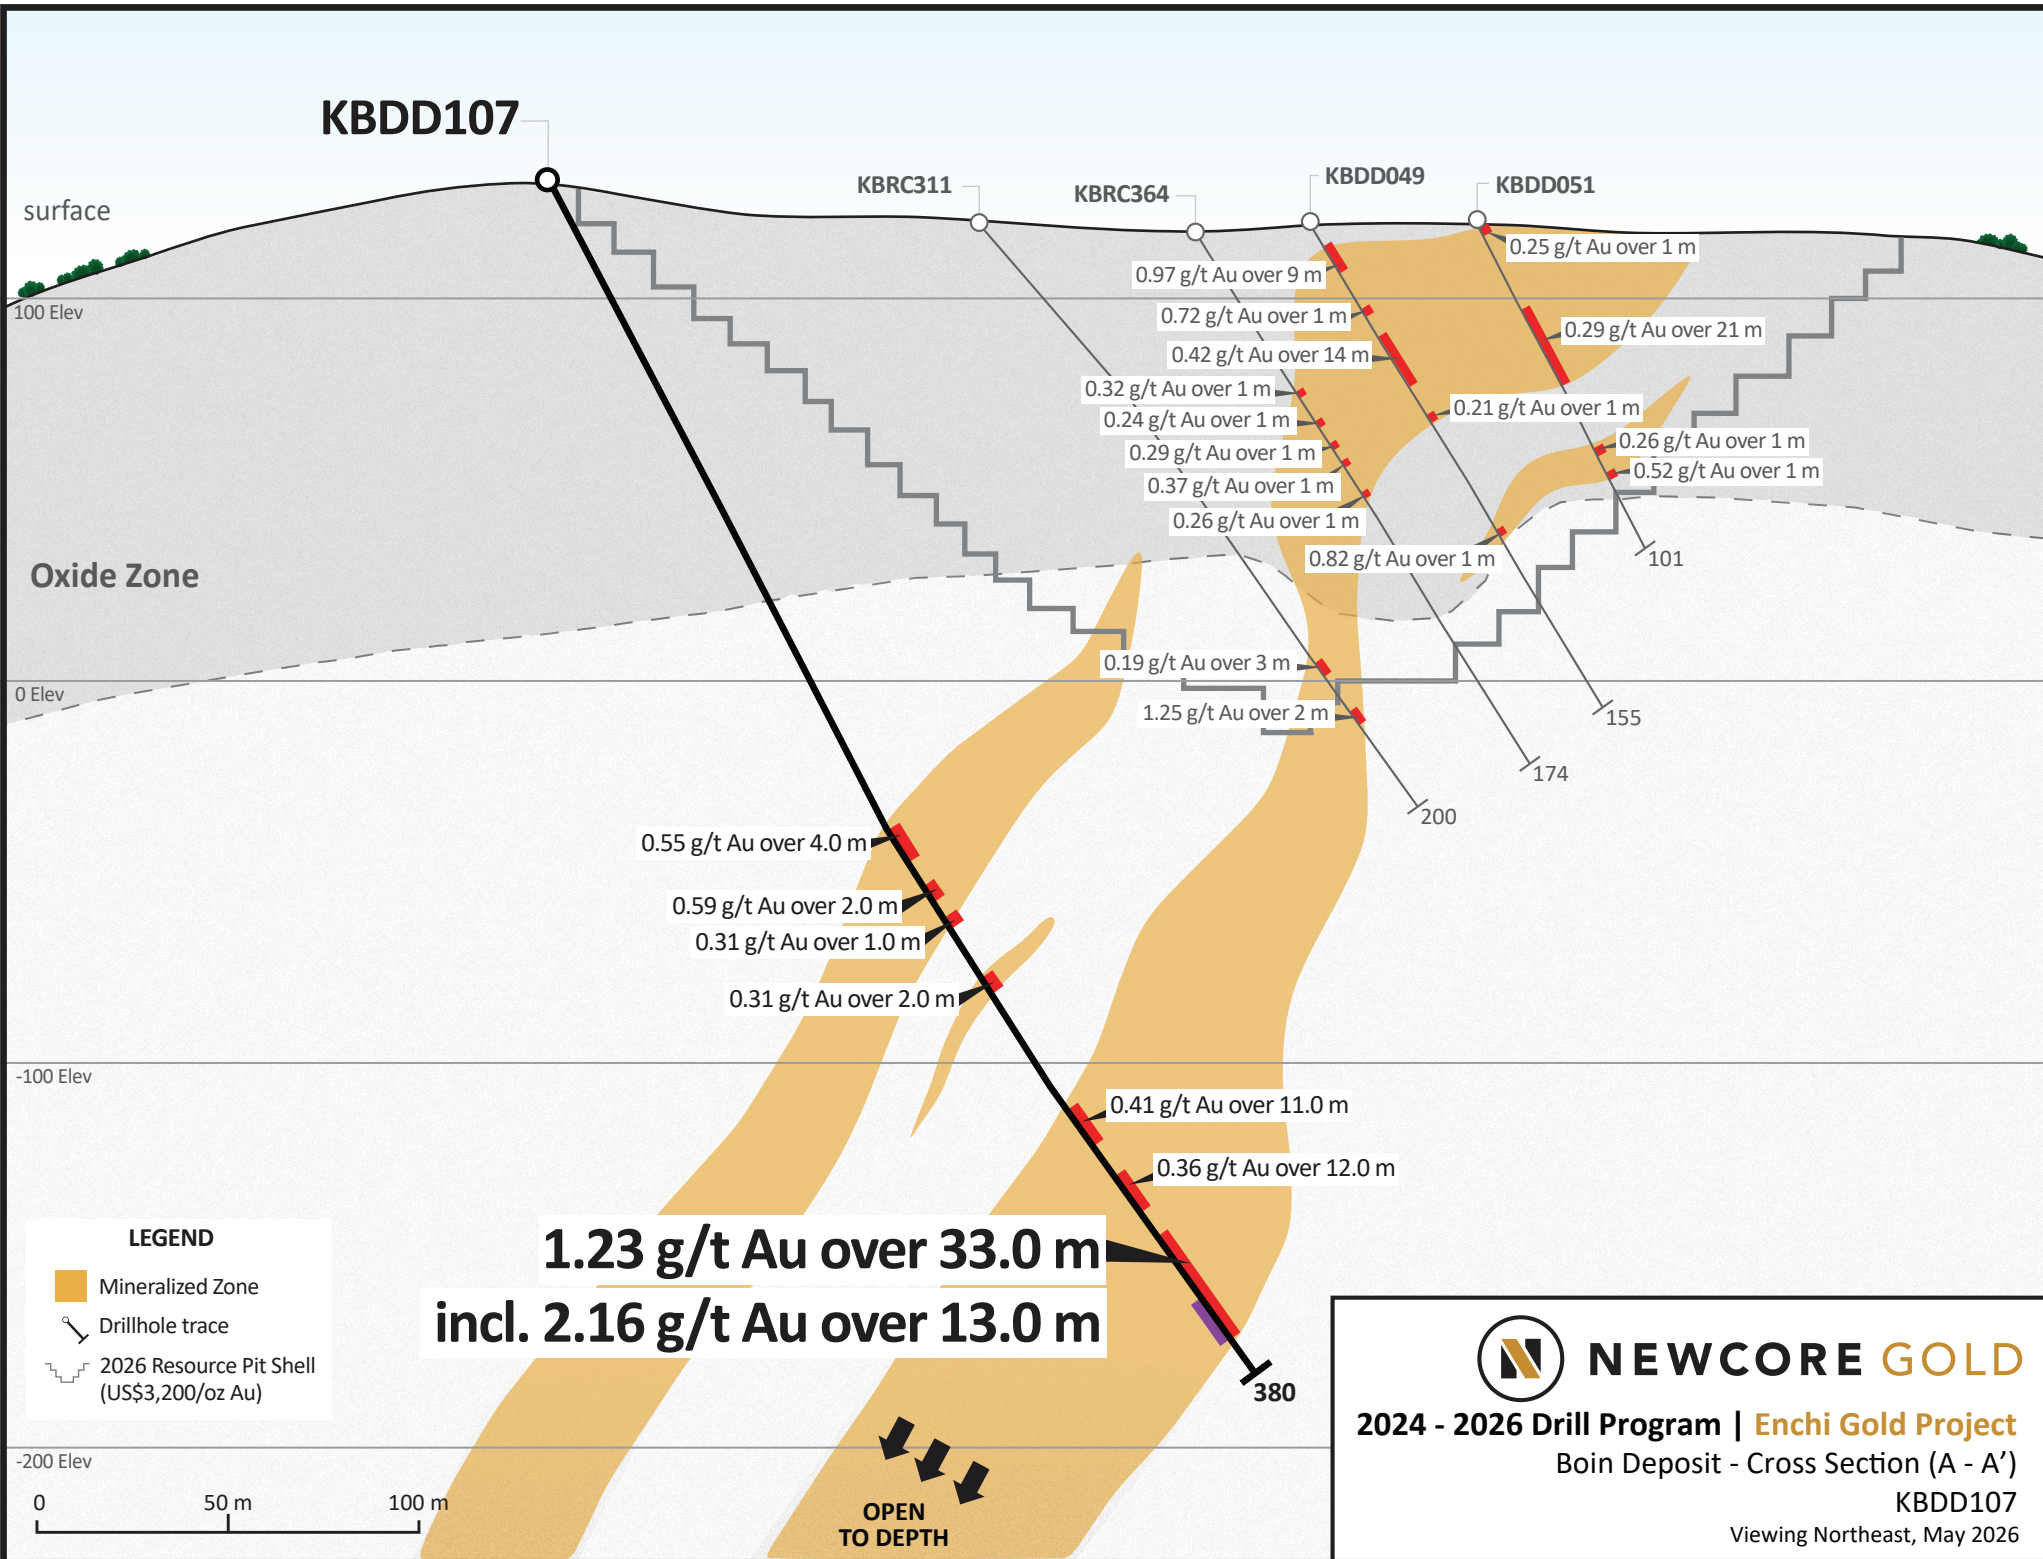 KBDD107
KBRC311
KBRC364
KBDD049
KBDD051
surface
0.25 g/t Au over 1 m
0.97 g/t Au over 9 m
100 Elev
0.72 g/t Au over 1 m
0.29 g/t Au over 21 m
0.42 g/t Au over 14 m
0.32 g/t Au over 1 m
0.21 g/t Au over 1 m
0.24 g/t Au over 1 m
0.26 g/t Au over 1 m
0.29 g/t Au over 1 m
0.52 g/t Au over 1 m
0.37 g/t Au over 1 m
0.26 g/t Au over 1 m
0.82 g/t Au over 1 m
101
Oxide Zone
0.19 g/t Au over 3 m
0 Elev
1.25 g/t Au over 2 m
155
174
200
0.55 g/t Au over 4.0 m
0.59 g/t Au over 2.0 m
0.31 g/t Au over 1.0 m
0.31 g/t Au over 2.0 m
-100 Elev
0.41 g/t Au over 11.0 m
0.36 g/t Au over 12.0 m
1.23 g/t Au over 33.0 m
incl. 2.16 g/t Au over 13.0 m
380
LEGEND
Mineralized Zone
Drillhole trace
2026 Resource Pit Shell
(US$3,200/oz Au)
-200 Elev
0 50 m 100 m
OPEN
TO DEPTH
NEWCORE GOLD
2024 - 2026 Drill Program | Enchi Gold Project
Boin Deposit - Cross Section (A - A’)
KBDD107
Viewing Northeast, May 2026